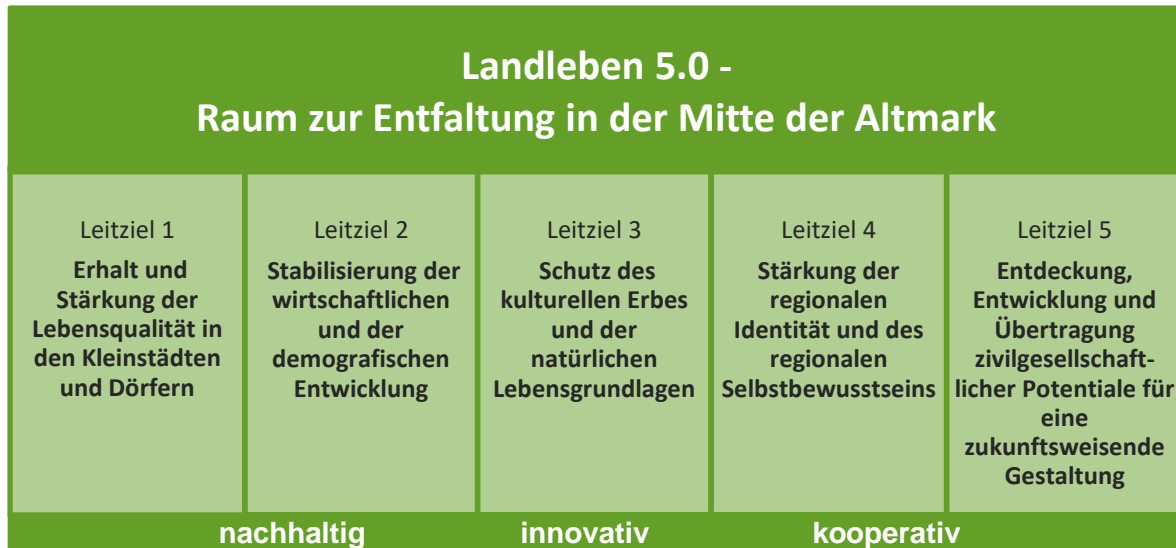 Landleben 5.0 -
Raum zur Entfaltung in der Mitte der Altmark
Leitziel 1
Erhalt und
Stärkung der
Lebensqualität in
den Kleinstädten
und Dörfern
Leitziel 2
Stabilisierung der
wirtschaftlichen
und der
demografischen
Entwicklung
Leitziel 3
Schutz des
kulturellen Erbes
und der
natürlichen
Lebensgrundlagen
Leitziel 4
Stärkung der
regionalen
Identität und des
regionalen
Selbstbewusstseins
Leitziel 5
Entdeckung,
Entwicklung und
Übertragung
zivilgesellschaft-
licher Potentiale für
eine
zukunftsweisende
Gestaltung
nachhaltig innovativ kooperativ